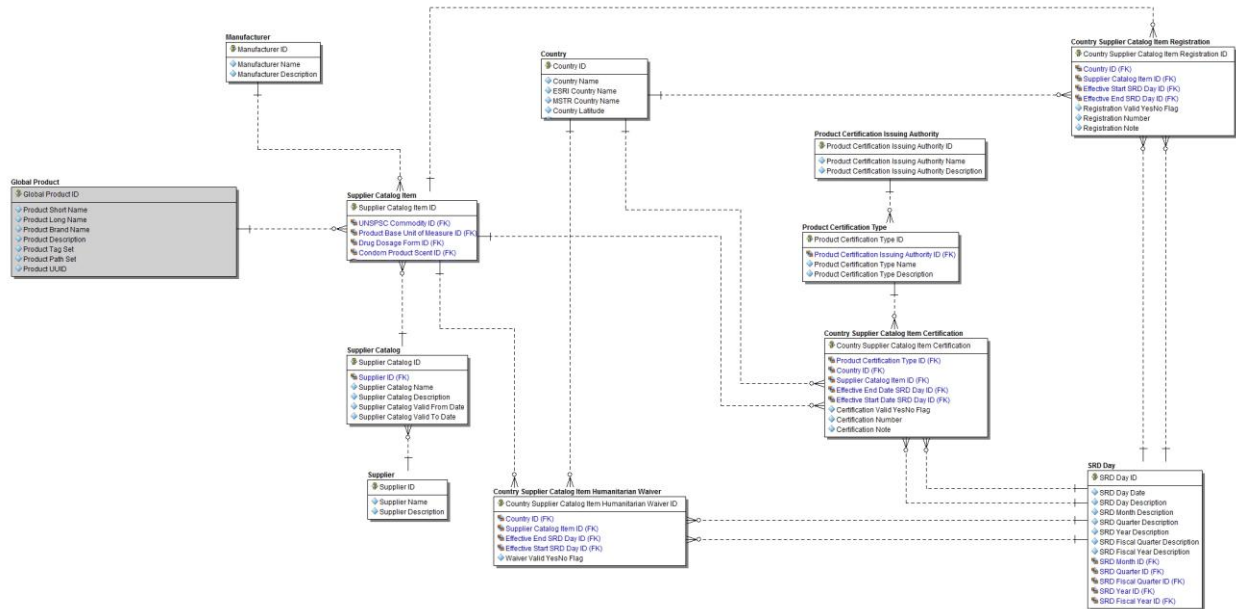 Manufacturer
Manufacturer ID
Manufacturer Name
Manufacturer Description
Country
Country ID
Country Name
ESRI Country Name
MSTR Country Name
Country Latitude
Country Supplier Catalog Item Registration
Country Supplier Catalog Item Registration ID
Country ID (FK)
Supplier Catalog Item ID (FK)
Effective Start SRD Day ID (FK)
Effective End SRD Day ID (FK)
Registration Valid YesNo Flag
Registration Number
Registration Note
Product Certification Issuing Authority
Product Certification Issuing Authority ID
Product Certification Issuing Authority Name
Product Certification Issuing Authority Description
Global Product
Global Product ID
Product Short Name
Product Long Name
Product Brand Name
Product Description
Product Tag Set
Product Path Set
Product UUID
Supplier Catalog Item
Supplier Catalog Item ID
UNSPSC Commodity ID (FK)
Product Base Unit of Measure ID (FK)
Drug Dosage Form ID (FK)
Condom Product Scent ID (FK)
Product Certification Type
Product Certification Type ID
Product Certification Issuing Authority ID (FK)
Product Certification Type Name
Product Certification Type Description
Country Supplier Catalog Item Certification
Country Supplier Catalog Item Certification
Product Certification Type ID (FK)
Country ID (FK)
Supplier Catalog Item ID (FK)
Effective End Date SRD Day ID (FK)
Effective Start Date SRD Day ID (FK)
Certification Valid YesNo Flag
Certification Number
Certification Note
Supplier Catalog
Supplier Catalog ID
Supplier ID (FK)
Supplier Catalog Name
Supplier Catalog Description
Supplier Catalog Valid From Date
Supplier Catalog Valid To Date
Supplier
Supplier ID
Supplier Name
Supplier Description
Country Supplier Catalog Item Humanitarian Waiver
Country Supplier Catalog Item Humanitarian Waiver ID
Country ID (FK)
Supplier Catalog Item ID (FK)
Effective End SRD Day ID (FK)
Effective Start SRD Day ID (FK)
Waiver Valid YesNo Flag
SRD Day
SRD Day ID
SRD Day Date
SRD Day Description
SRD Month Description
SRD Quarter Description
SRD Year Description
SRD Fiscal Quarter Description
SRD Fiscal Year Description
SRD Month ID (FK)
SRD Quarter ID (FK)
SRD Fiscal Quarter ID (FK)
SRD Year ID (FK)
SRD Fiscal Year ID (FK)